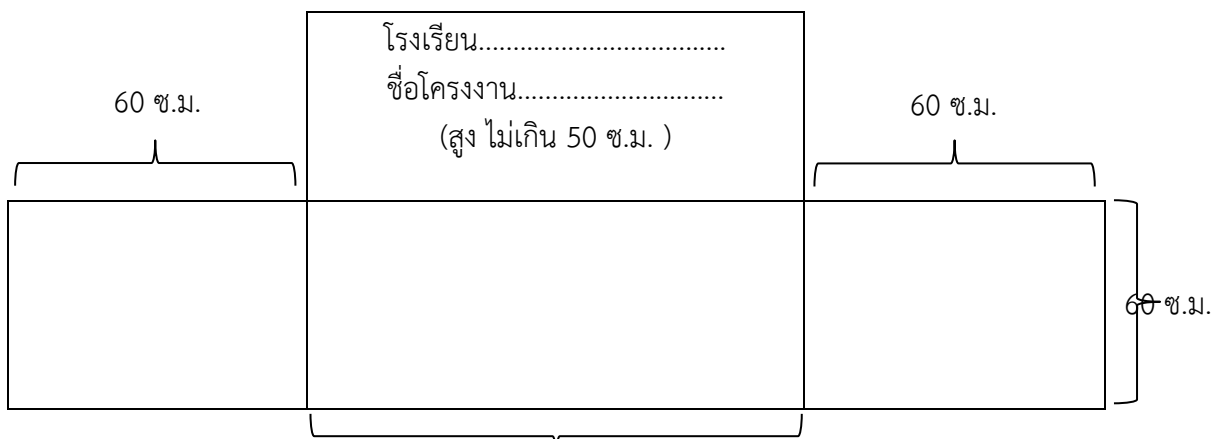 โรงเรียน....................................
ชื่อโครงงาน..............................
(สูง ไม่เกิน 50 ซ.ม. )
60 ซ.ม.
60 ซ.ม.
60 ซ.ม.